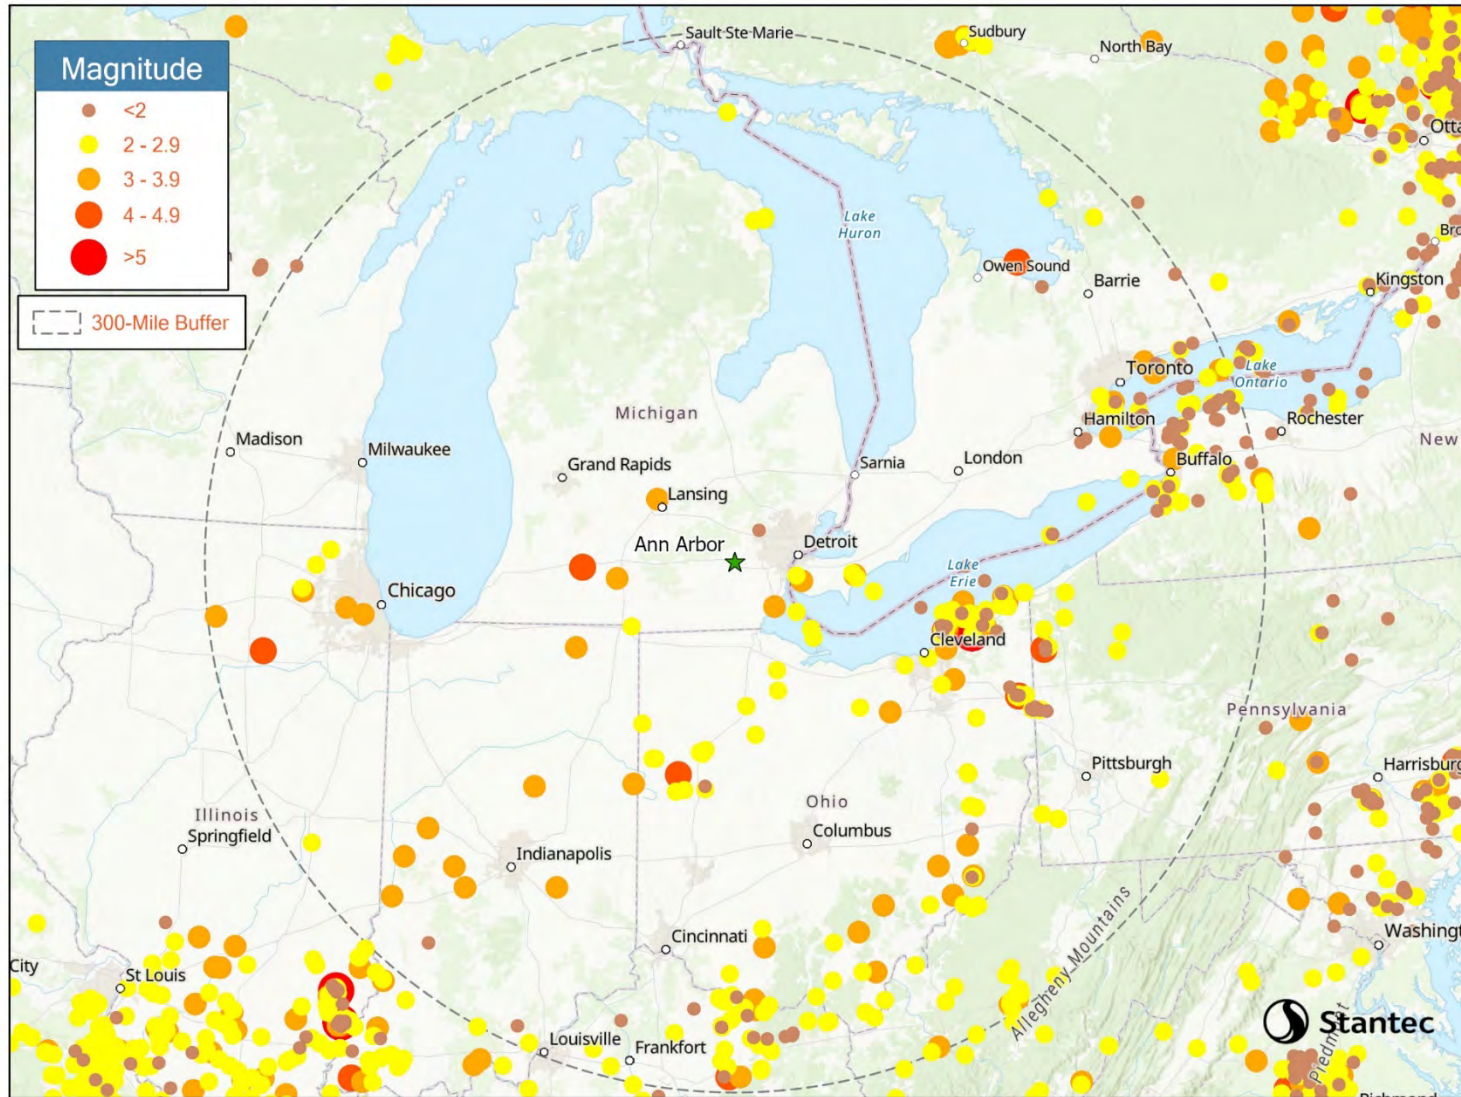 Sault Ste-Marie
Sudbury
North Bay
Magnitude
<2
2 - 2.9
3 - 3.9
4 - 4.9
>5
300-Mile Buffer
Otta
Lake
Huron
Bro
Owen Sound
Barrie
Kingston
Toronto
Lake
Ontario
Michigan
Hamilton
Rochester
New
Madison
Milwaukee
Grand Rapids
Sarnia
London
Buffalo
Lansing
Ann Arbor
Detroit
Lake
Erie
Chicago
Cleveland
Pennsylvania
Pittsburgh
Harrisburg
Illinois
Ohio
Springfield
Columbus
Indianapolis
Allegheny Mountains
Cincinnati
Washingt
City
St Louis
Piedmont
Stantec
Louisville
Frankfort
Richmond